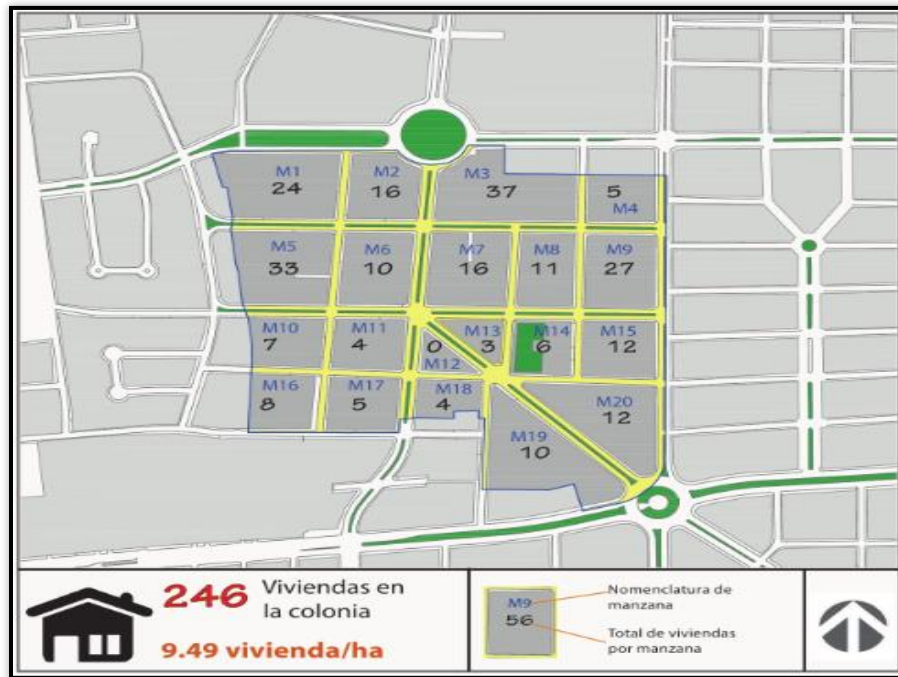 M1
24
M2
16
M3
37
5
M4
M5
33
M6
10
M7
16
M8
11
M9
27
M10
7
M11
4
0
M12
M13
3
M14
6
M15
12
M16
8
M17
5
M18
4
M19
10
M20
12
246 Viviendas en
la colonia
9.49 vivienda/ha
M9
56
Nomenclatura de
manzana
Total de viviendas
por manzana